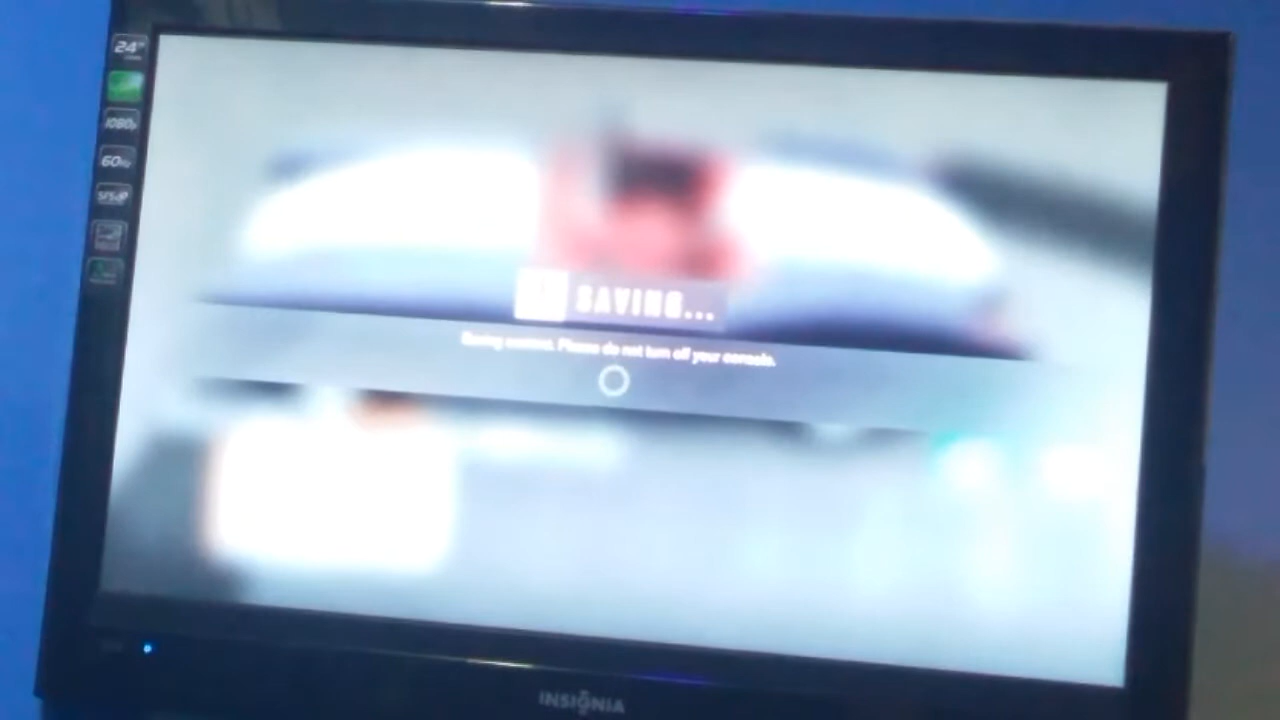 24"
1080p
60Hz
SAVING...
Saving content. Please do not turn off your console.
INSIGNIA